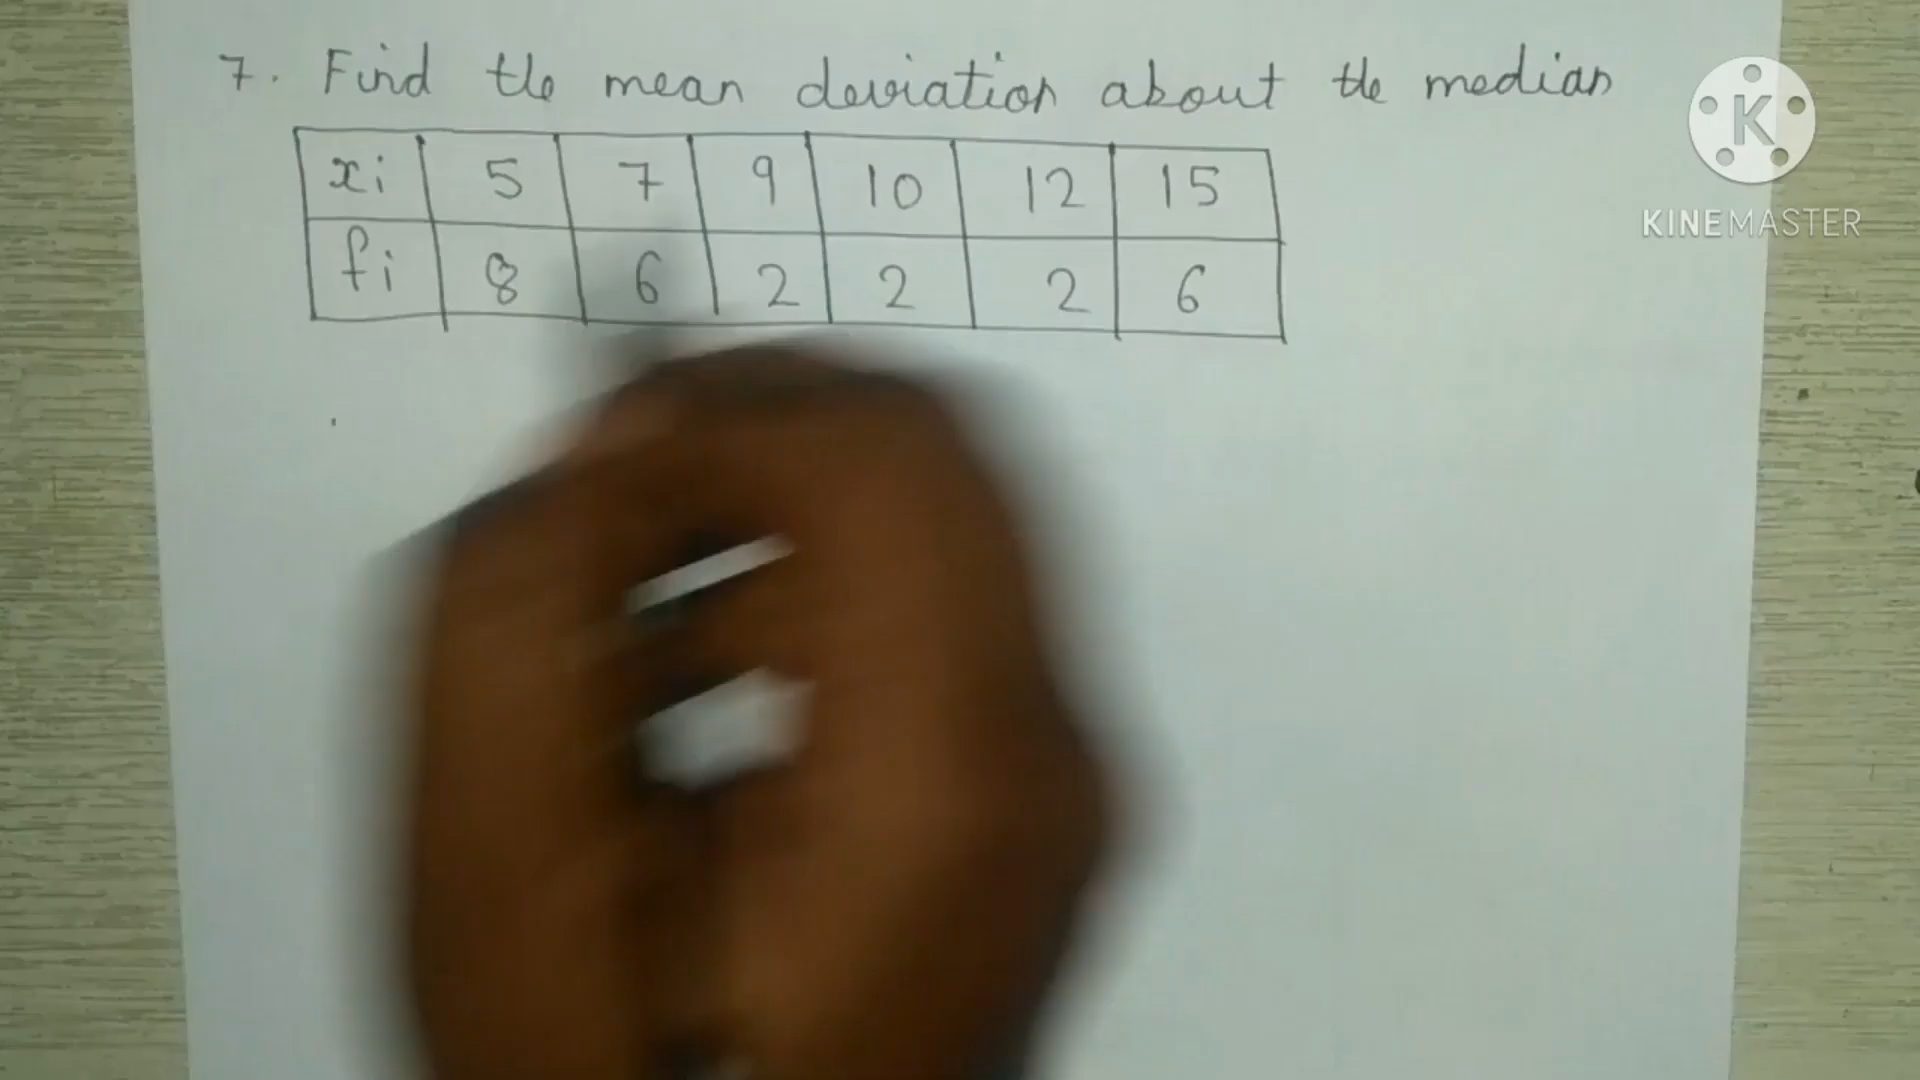 7. Find the mean deviation about the median
xi 5 7 9 10 12 15
fi 8 6 2 2 2 6
K
KINEMASTER